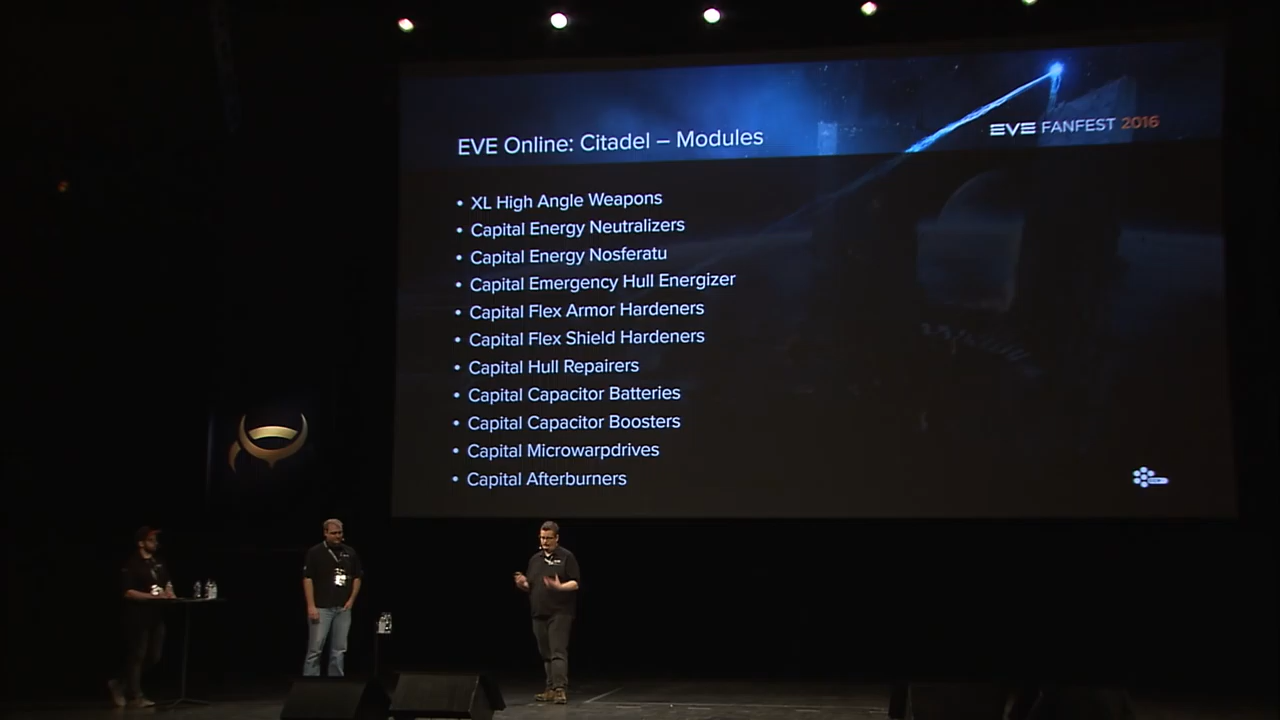 EVE FANFEST 2016
EVE Online: Citadel – Modules
• XL High Angle Weapons
• Capital Energy Neutralizers
• Capital Energy Nosferatu
• Capital Emergency Hull Energizer
• Capital Flex Armor Hardeners
• Capital Flex Shield Hardeners
• Capital Hull Repairers
• Capital Capacitor Batteries
• Capital Capacitor Boosters
• Capital Microwarpdrives
• Capital Afterburners